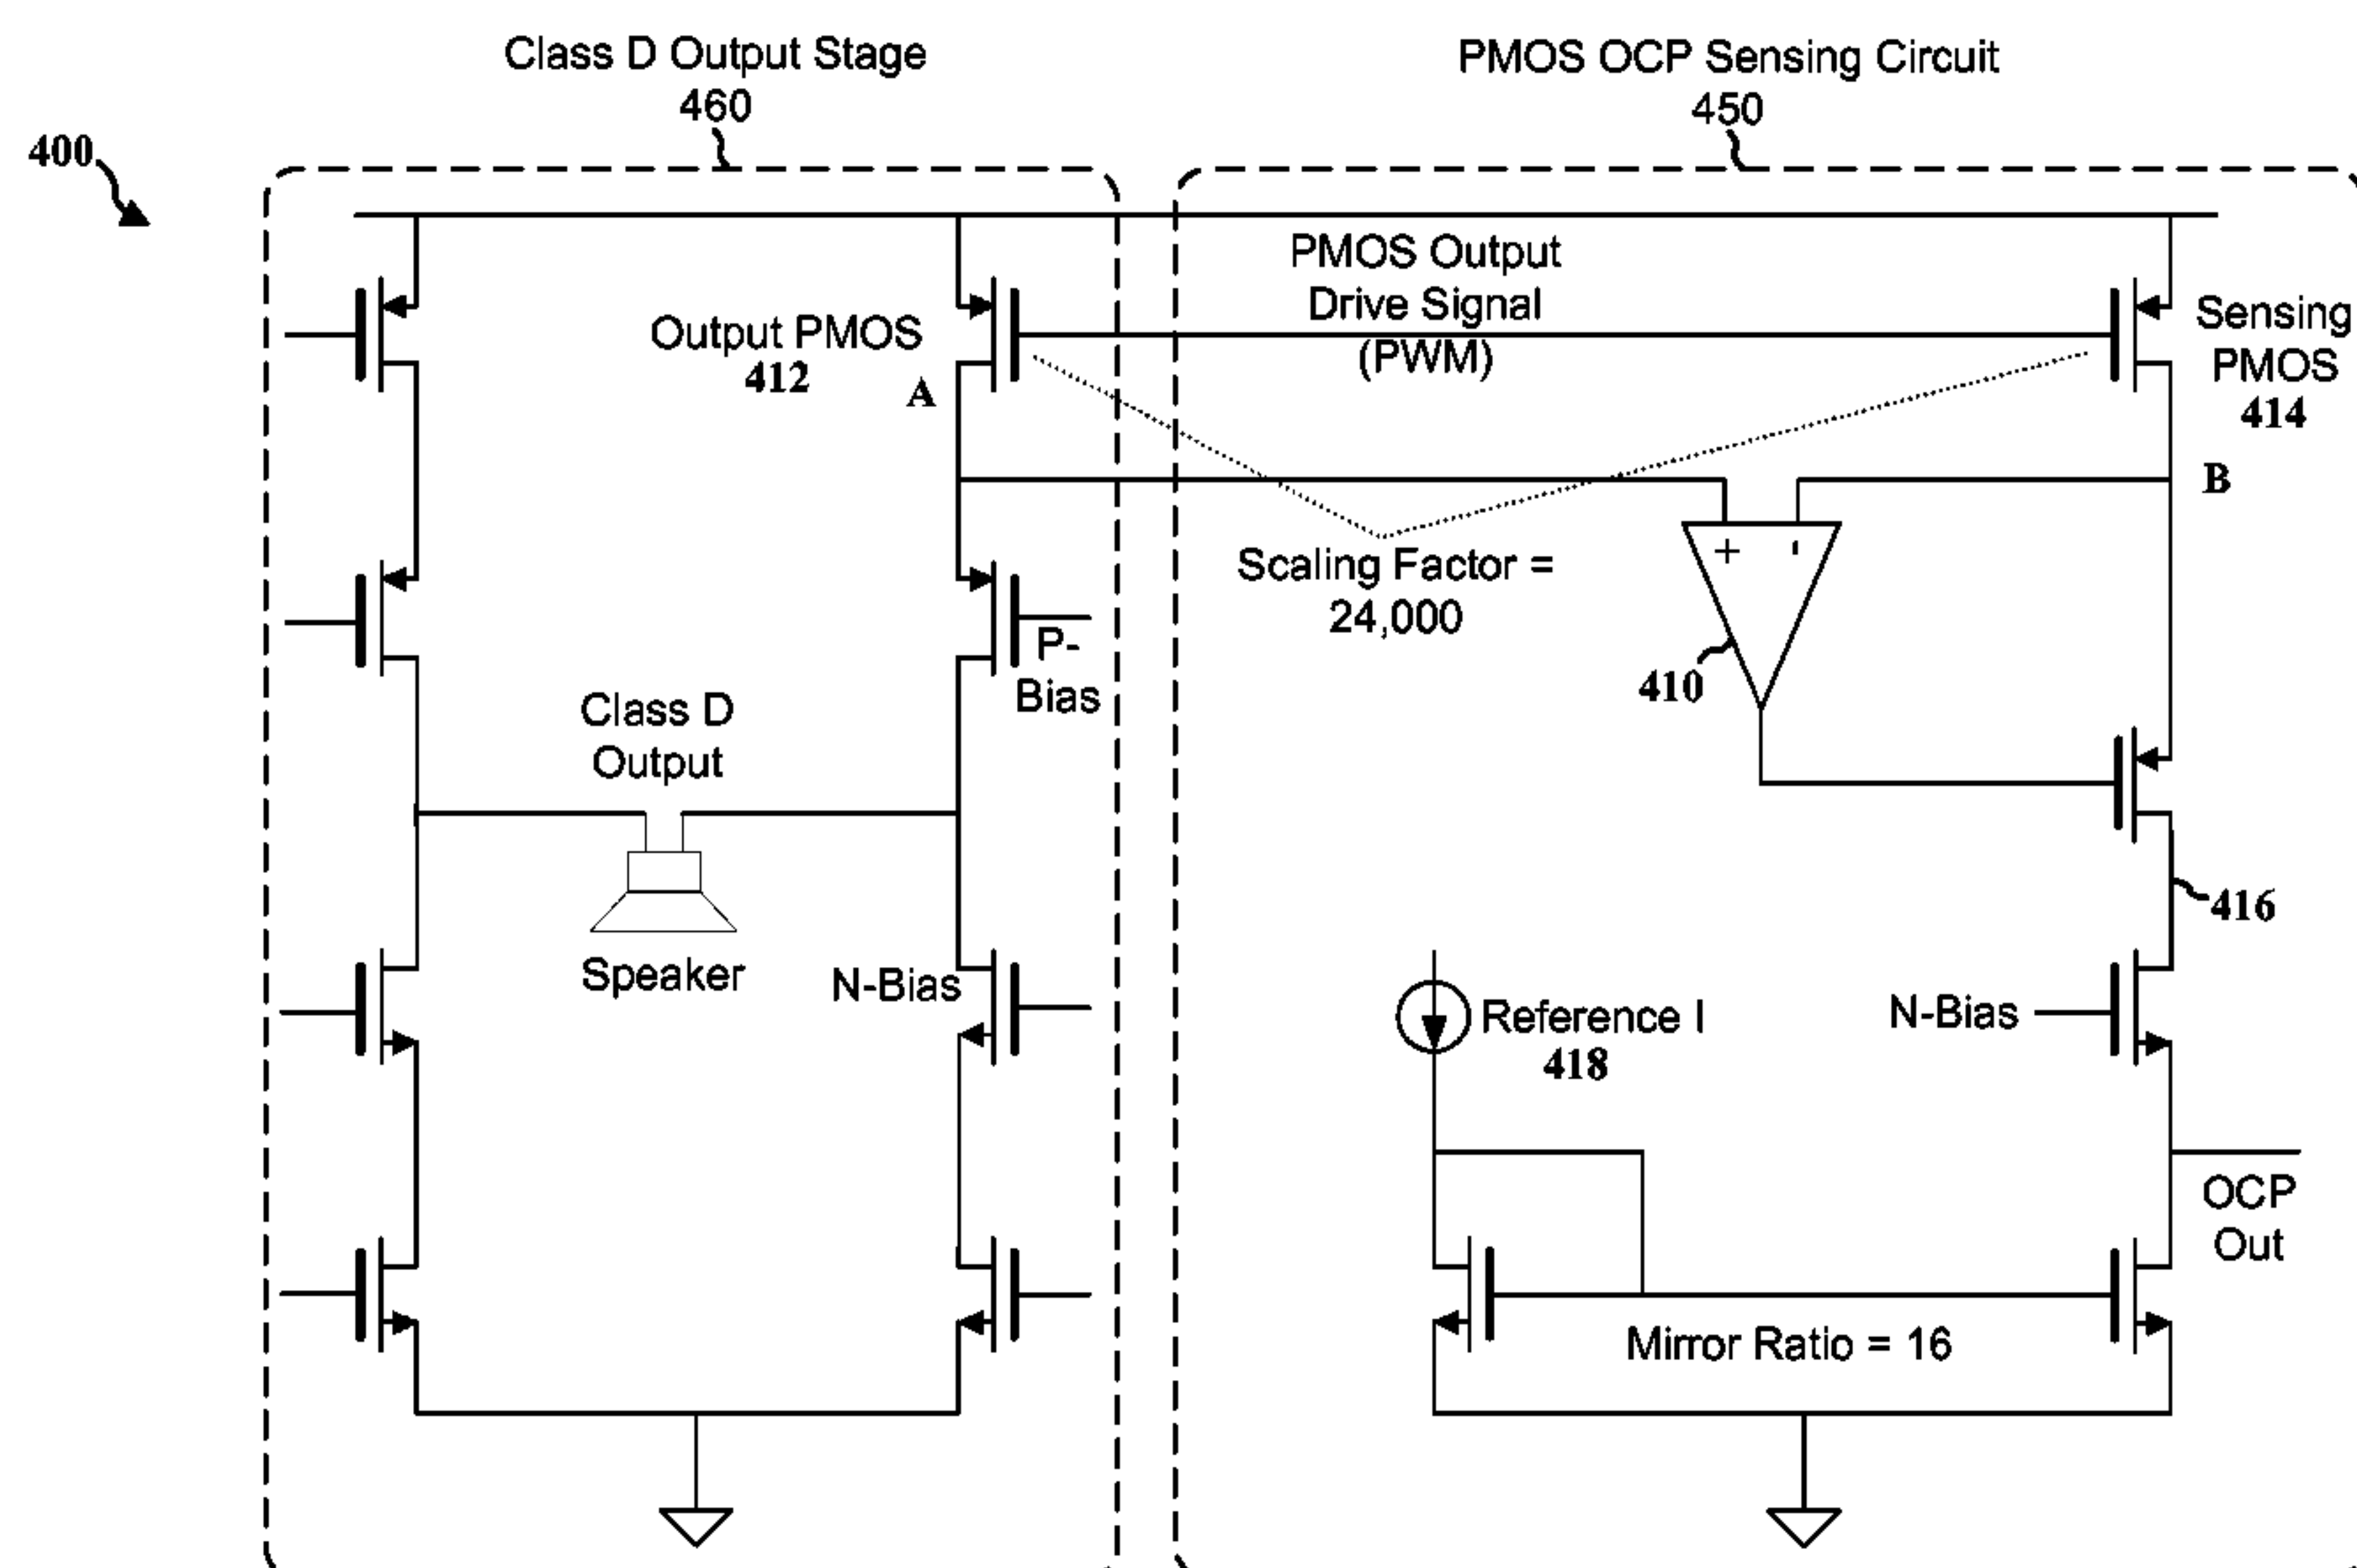 Class D Output Stage
460
PMOS OCP Sensing Circuit
450
400
PMOS Output
Drive Signal
(PWM)
Output PMOS
412
A
Sensing
PMOS
414
B
+
-
Scaling Factor =
24,000
410
P-
Bias
Class D
Output
Speaker
N-Bias
416
Reference I
418
N-Bias
OCP
Out
Mirror Ratio = 16